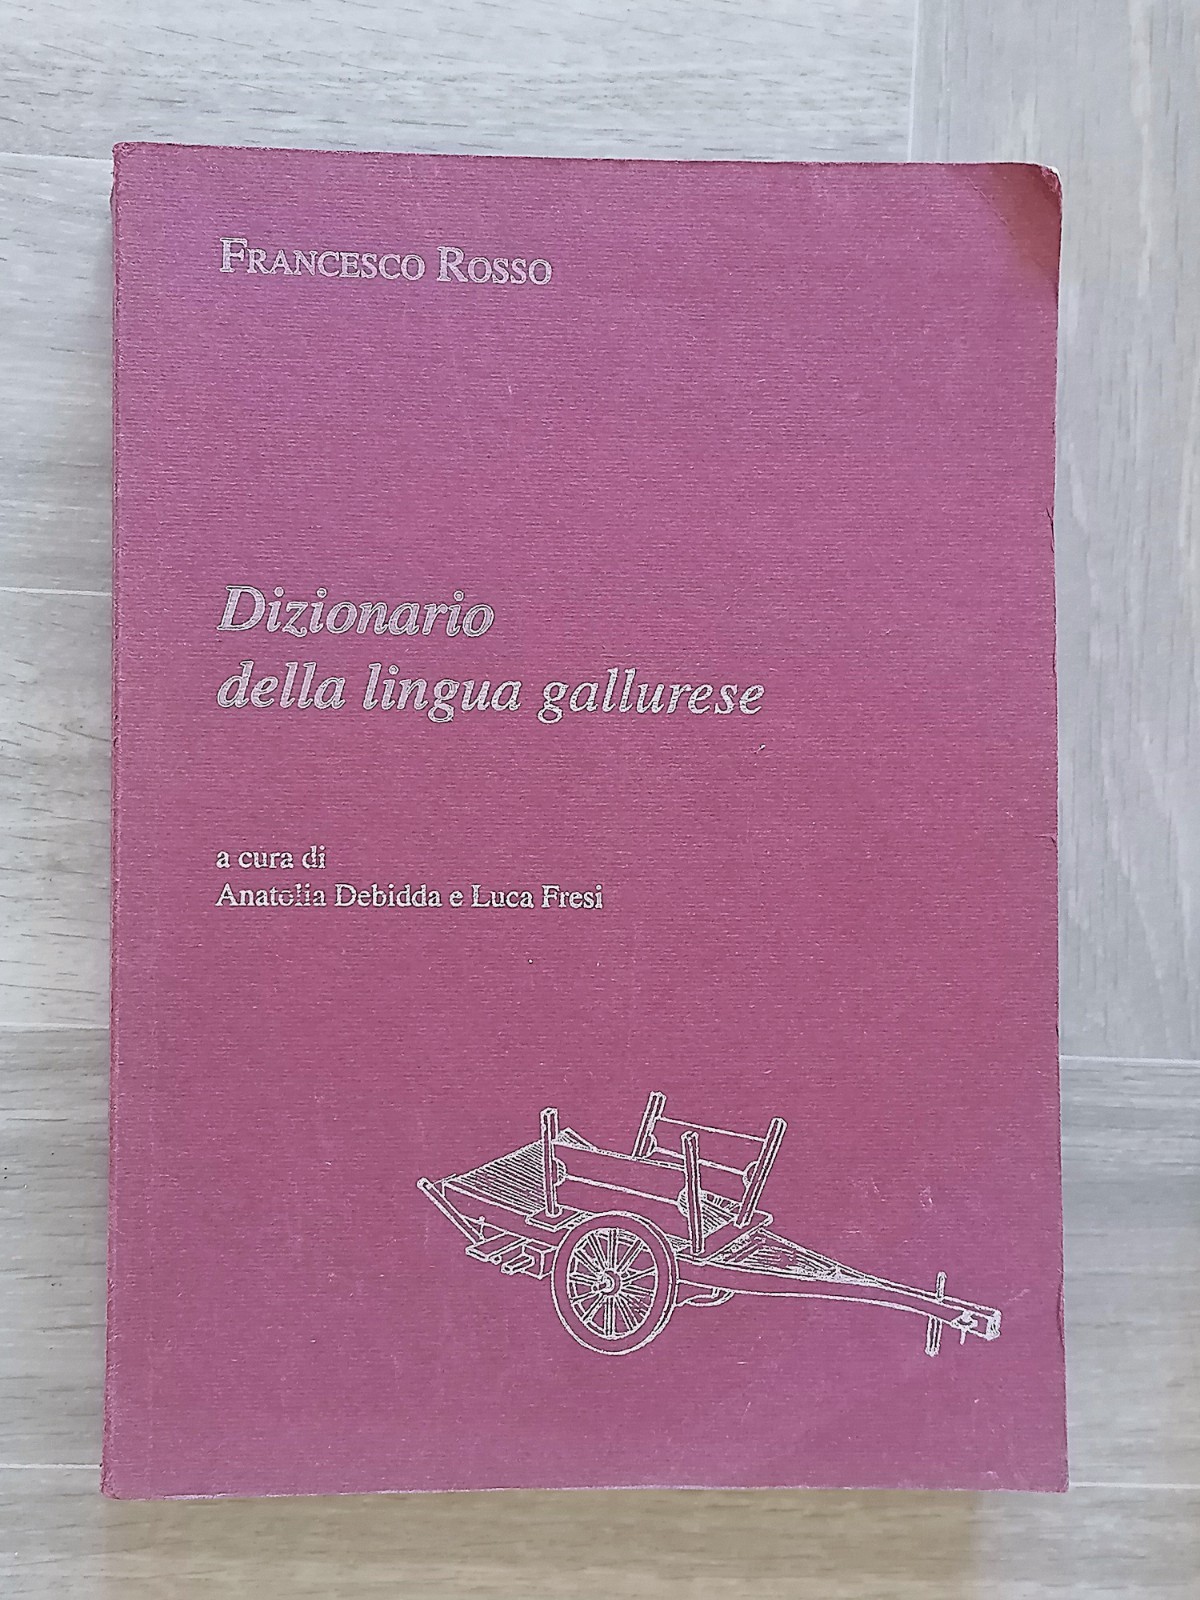 FRANCESCO ROSSO
Dizionario
della lingua gallurese
a cura di
Anatolia Debidda e Luca Fresi